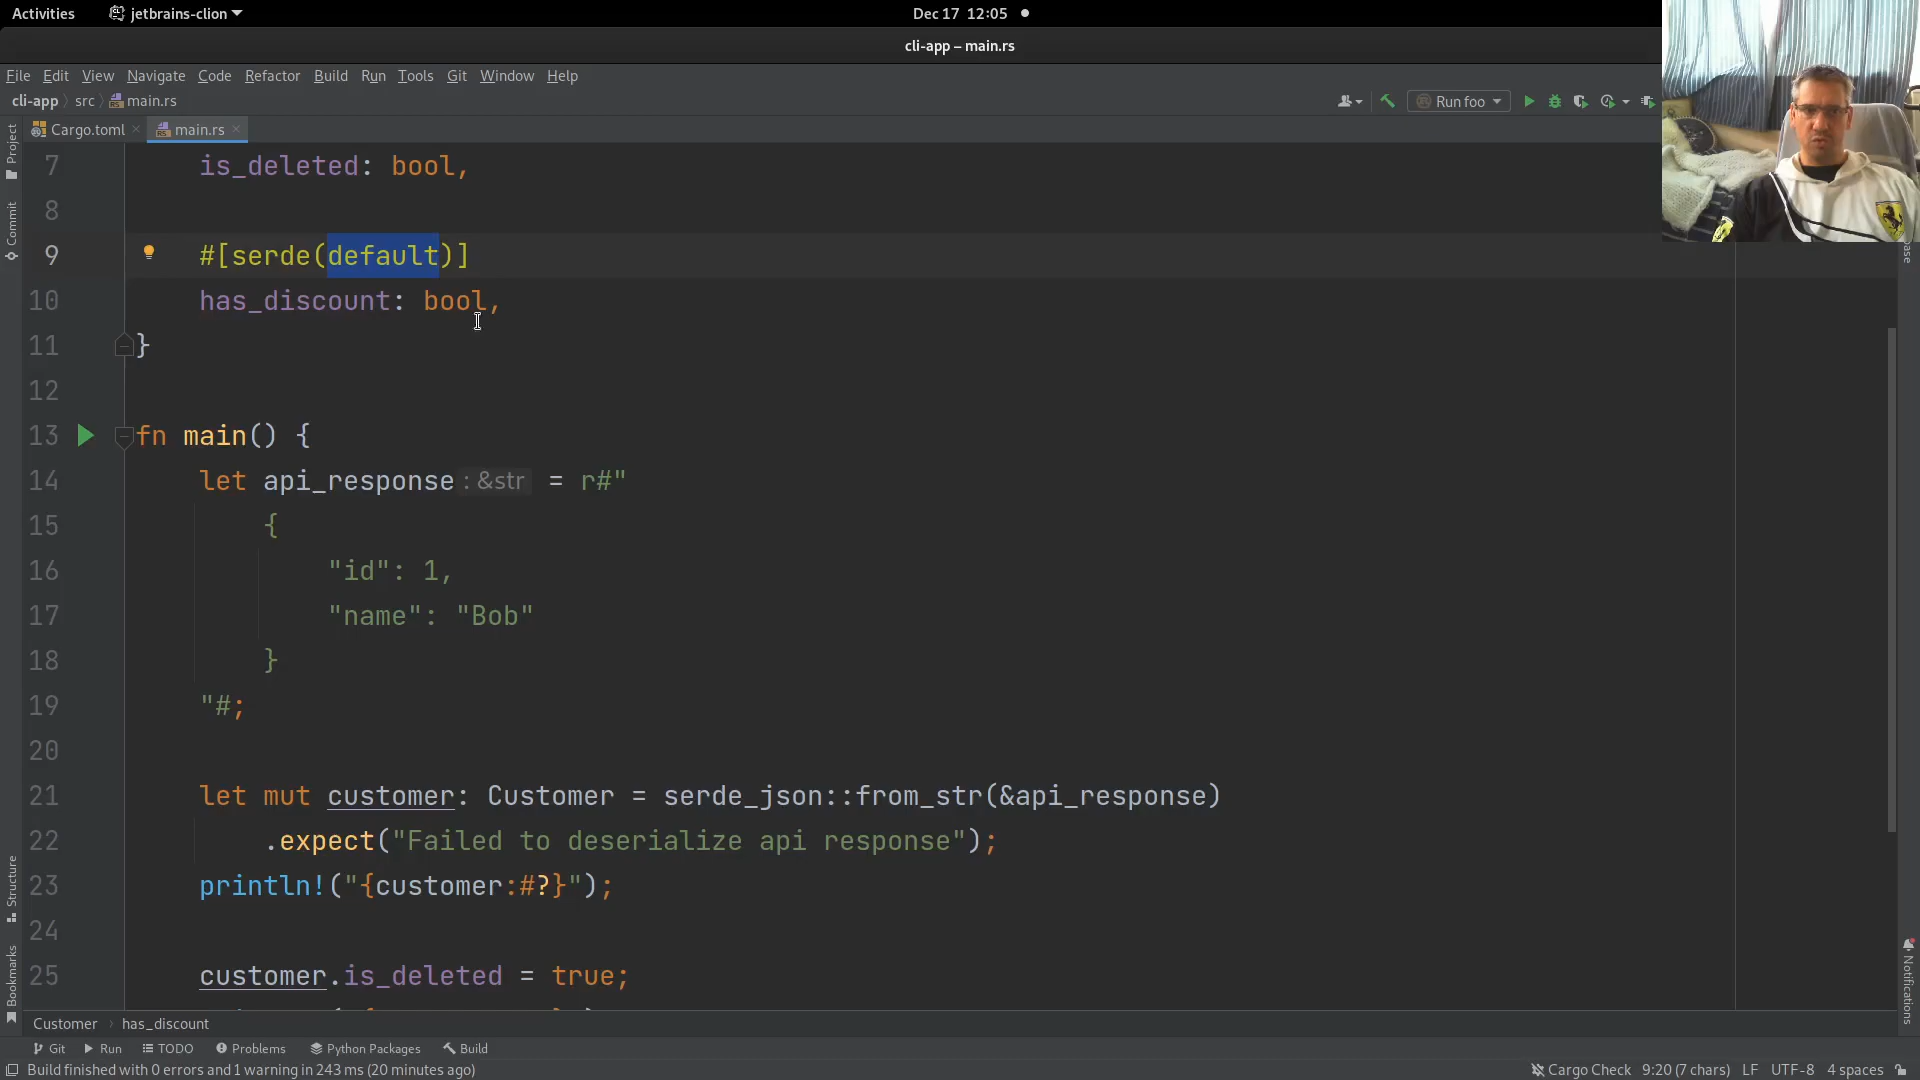 Activities jetbrains-clion Dec 17 12:05
cli-app – main.rs
File Edit View Navigate Code Refactor Build Run Tools Git Window Help
cli-app src main.rs Run foo
Cargo.toml main.rs
Project
Commit
Structure
Bookmarks
Notifications
7 is_deleted: bool,
8
9 #[serde(default)]
10 has_discount: bool,
11 }
12
13 fn main() {
14 let api_response: &str = r#"
15 {
16 "id": 1,
17 "name": "Bob"
18 }
19 "#;
20
21 let mut customer: Customer = serde_json::from_str(&api_response)
22 .expect("Failed to deserialize api response");
23 println!("{customer:#?}");
24
25 customer.is_deleted = true;
Customer has_discount
Git Run TODO Problems Python Packages Build
Build finished with 0 errors and 1 warning in 243 ms (20 minutes ago) Cargo Check 9:20 (7 chars) LF UTF-8 4 spaces